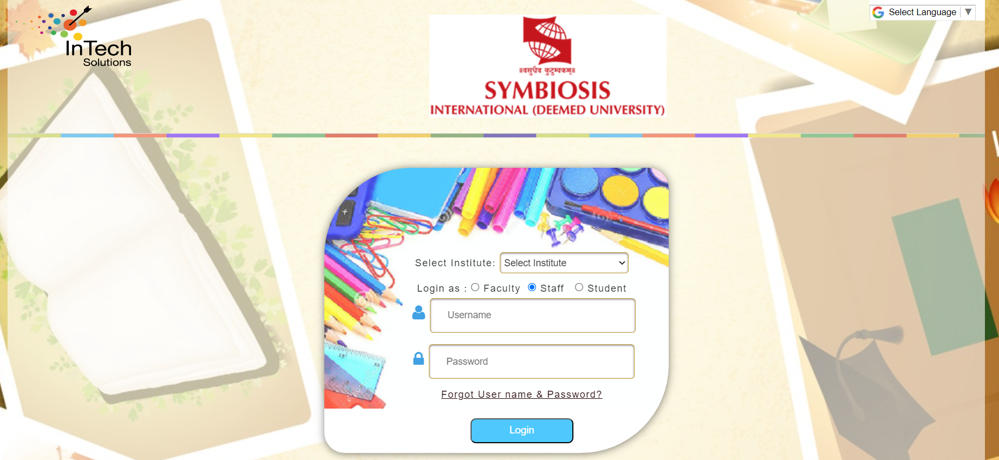 InTech
Solutions
Select Language ▼
॥वसुधैव कुटुम्बकम्॥
SYMBIOSIS
INTERNATIONAL (DEEMED UNIVERSITY)
Select Institute: Select Institute
Login as : Faculty Staff Student
Username
Password
Forgot User name & Password?
Login